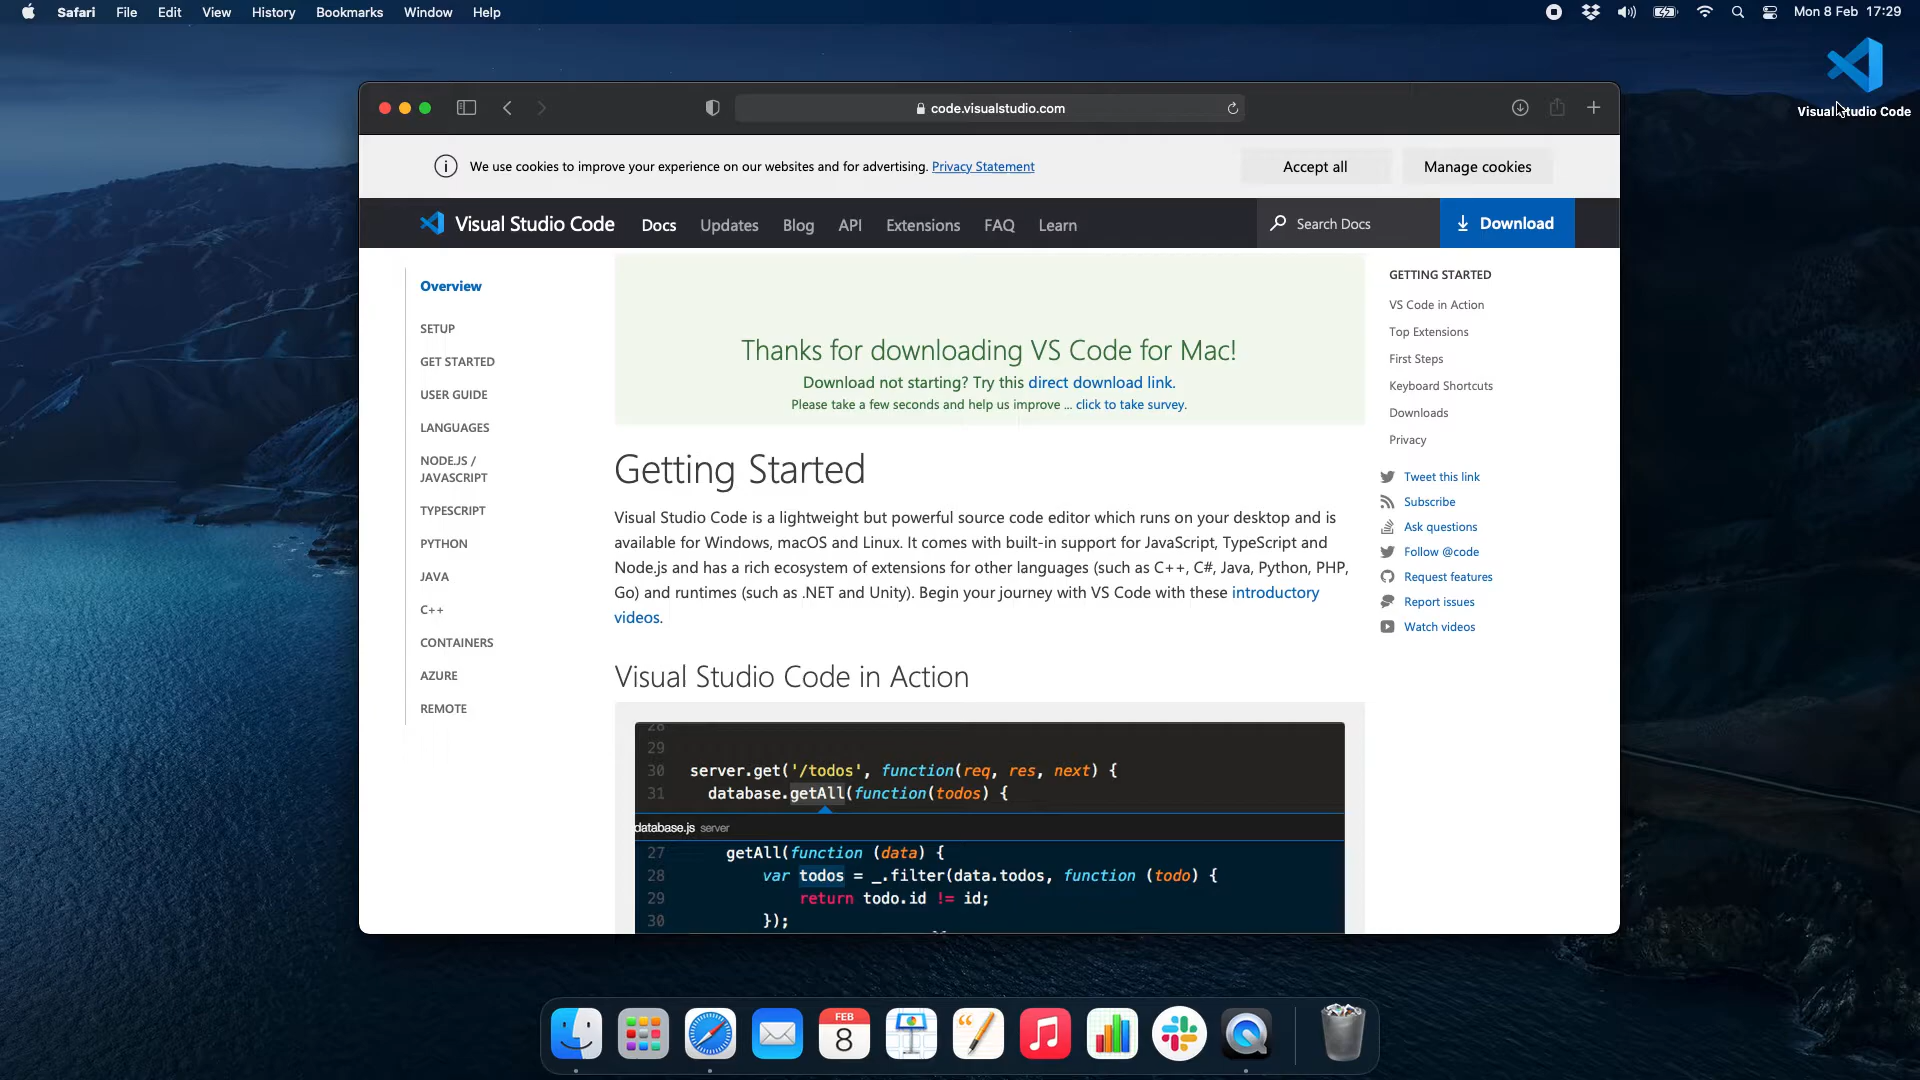 Safari File Edit View History Bookmarks Window Help
Mon 8 Feb 17:29
Visual Studio Code
code.visualstudio.com
We use cookies to improve your experience on our websites and for advertising. Privacy Statement
Accept all
Manage cookies
Visual Studio Code
Docs Updates Blog API Extensions FAQ Learn
Search Docs
Download
Overview
SETUP
GET STARTED
USER GUIDE
LANGUAGES
NODE.JS /
JAVASCRIPT
TYPESCRIPT
PYTHON
JAVA
C++
CONTAINERS
AZURE
REMOTE
Thanks for downloading VS Code for Mac!
Download not starting? Try this direct download link.
Please take a few seconds and help us improve ... click to take survey.
Getting Started
Visual Studio Code is a lightweight but powerful source code editor which runs on your desktop and is
available for Windows, macOS and Linux. It comes with built-in support for JavaScript, TypeScript and
Node.js and has a rich ecosystem of extensions for other languages (such as C++, C#, Java, Python, PHP,
Go) and runtimes (such as .NET and Unity). Begin your journey with VS Code with these introductory
videos.
Visual Studio Code in Action
28
29
30 server.get('/todos', function(req, res, next) {
31 database.getAll(function(todos) {
database.js server
27 getAll(function (data) {
28 var todos = _.filter(data.todos, function (todo) {
29 return todo.id != id;
30 });
GETTING STARTED
VS Code in Action
Top Extensions
First Steps
Keyboard Shortcuts
Downloads
Privacy
Tweet this link
Subscribe
Ask questions
Follow @code
Request features
Report issues
Watch videos
FEB
8